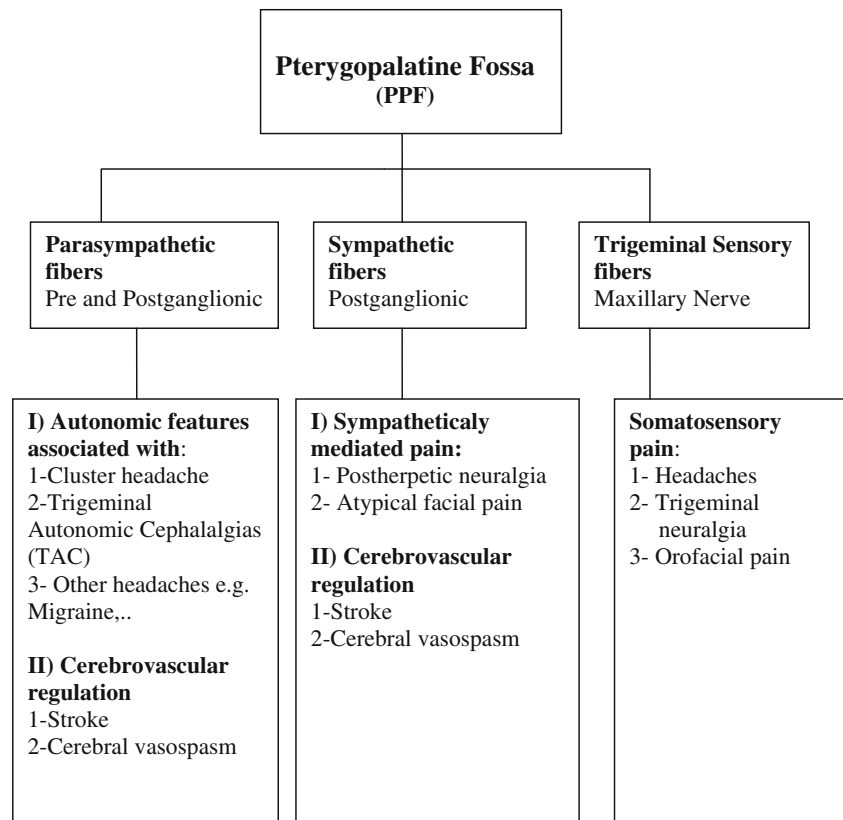 Pterygopalatine Fossa
(PPF)
Parasympathetic
fibers
Pre and Postganglionic
Sympathetic
fibers
Postganglionic
Trigeminal Sensory
fibers
Maxillary Nerve
I) Autonomic features
associated with:
1-Cluster headache
2-Trigeminal
Autonomic Cephalalgias
(TAC)
3- Other headaches e.g.
Migraine,..
II) Cerebrovascular
regulation
1-Stroke
2-Cerebral vasospasm
I) Sympatheticaly
mediated pain:
1- Postherpetic neuralgia
2- Atypical facial pain
II) Cerebrovascular
regulation
1-Stroke
2-Cerebral vasospasm
Somatosensory
pain:
1- Headaches
2- Trigeminal
neuralgia
3- Orofacial pain